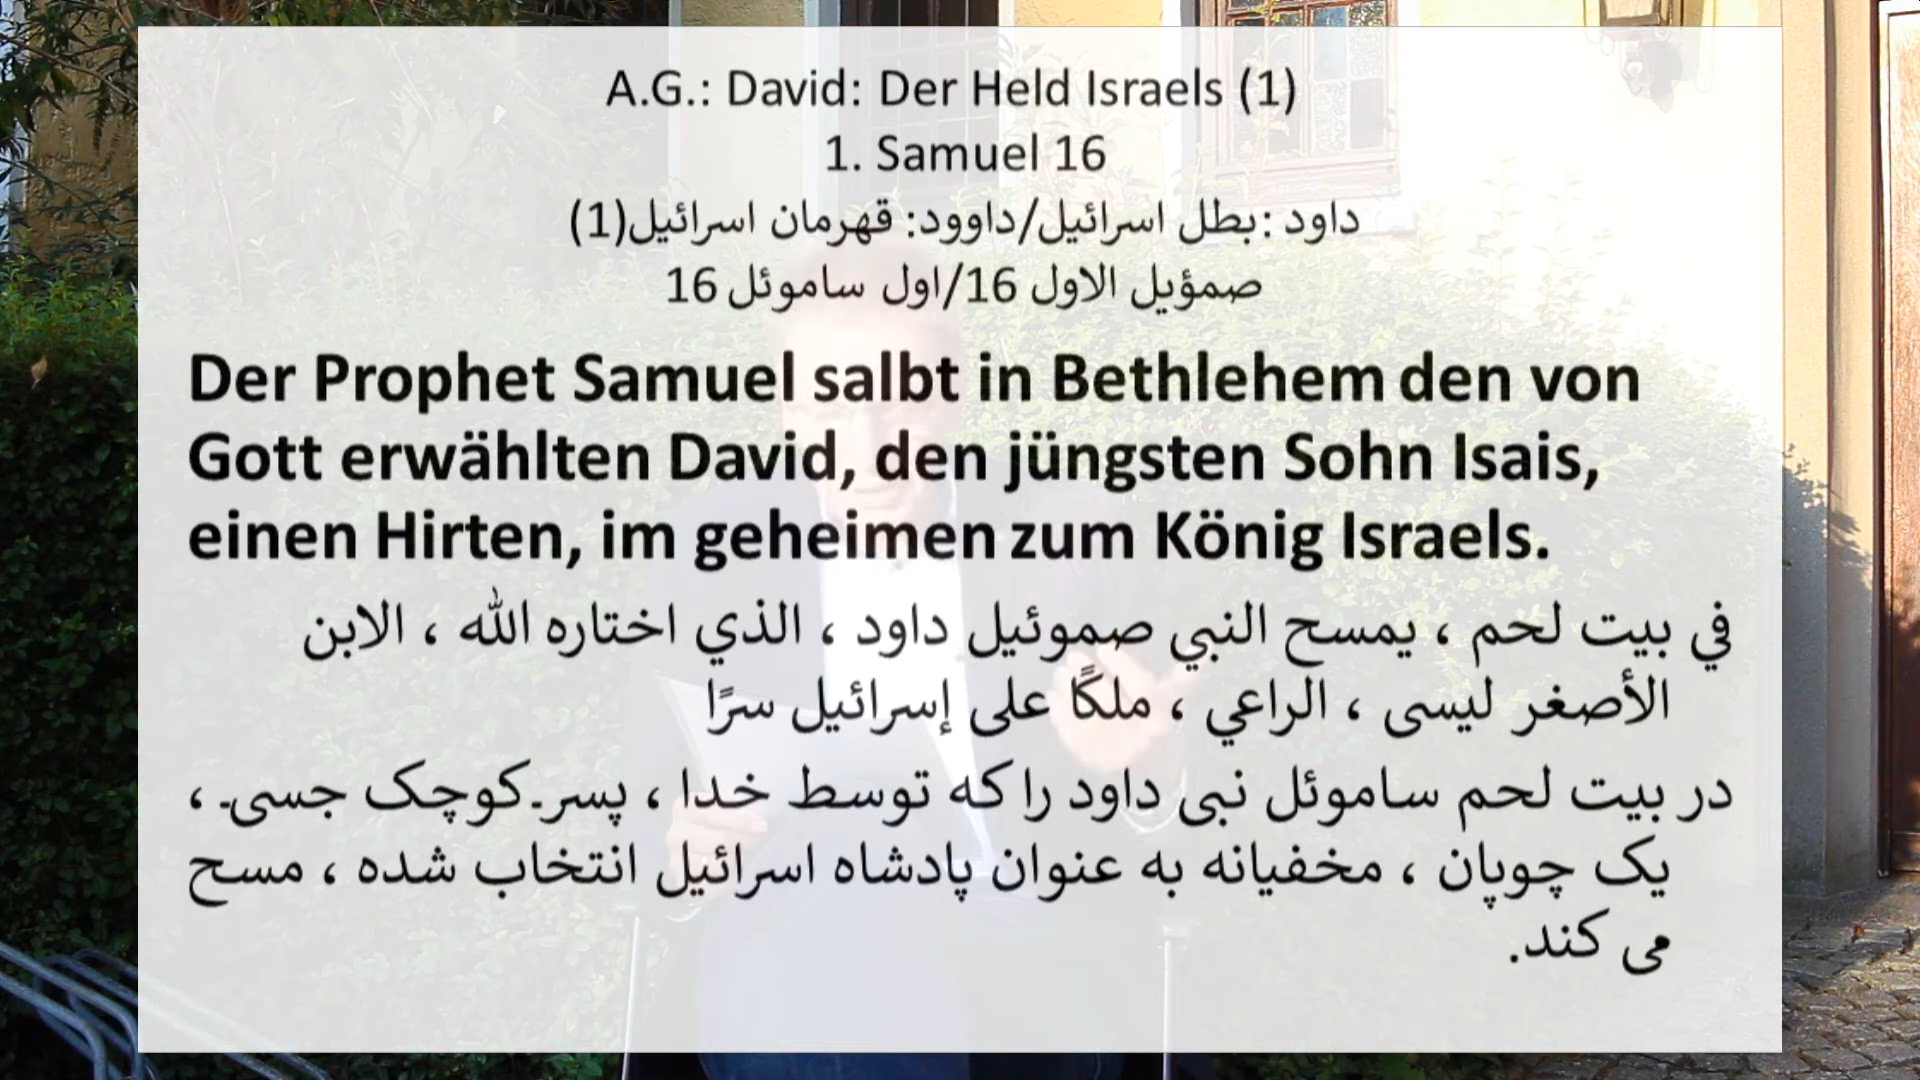 A.G.: David: Der Held Israels (1)
1. Samuel 16
داود :بطل اسرائيل/داوود: قهرمان اسرائیل(1)
صمؤيل الاول 16/اول ساموئل 16
Der Prophet Samuel salbt in Bethlehem den von
Gott erwählten David, den jüngsten Sohn Isais,
einen Hirten, im geheimen zum König Israels.
في بيت لحم ، يمسح النبي صموئيل داود ، الذي اختاره الله ، الابن
الأصغر ليسى ، الراعي ، ملكًا على إسرائيل سرًا
در بیت لحم ساموئل نبی داود را که توسط خدا ، پسر کوچک جسی ،
یک چوپان ، مخفیانه به عنوان پادشاه اسرائیل انتخاب شده ، مسح
می کند.